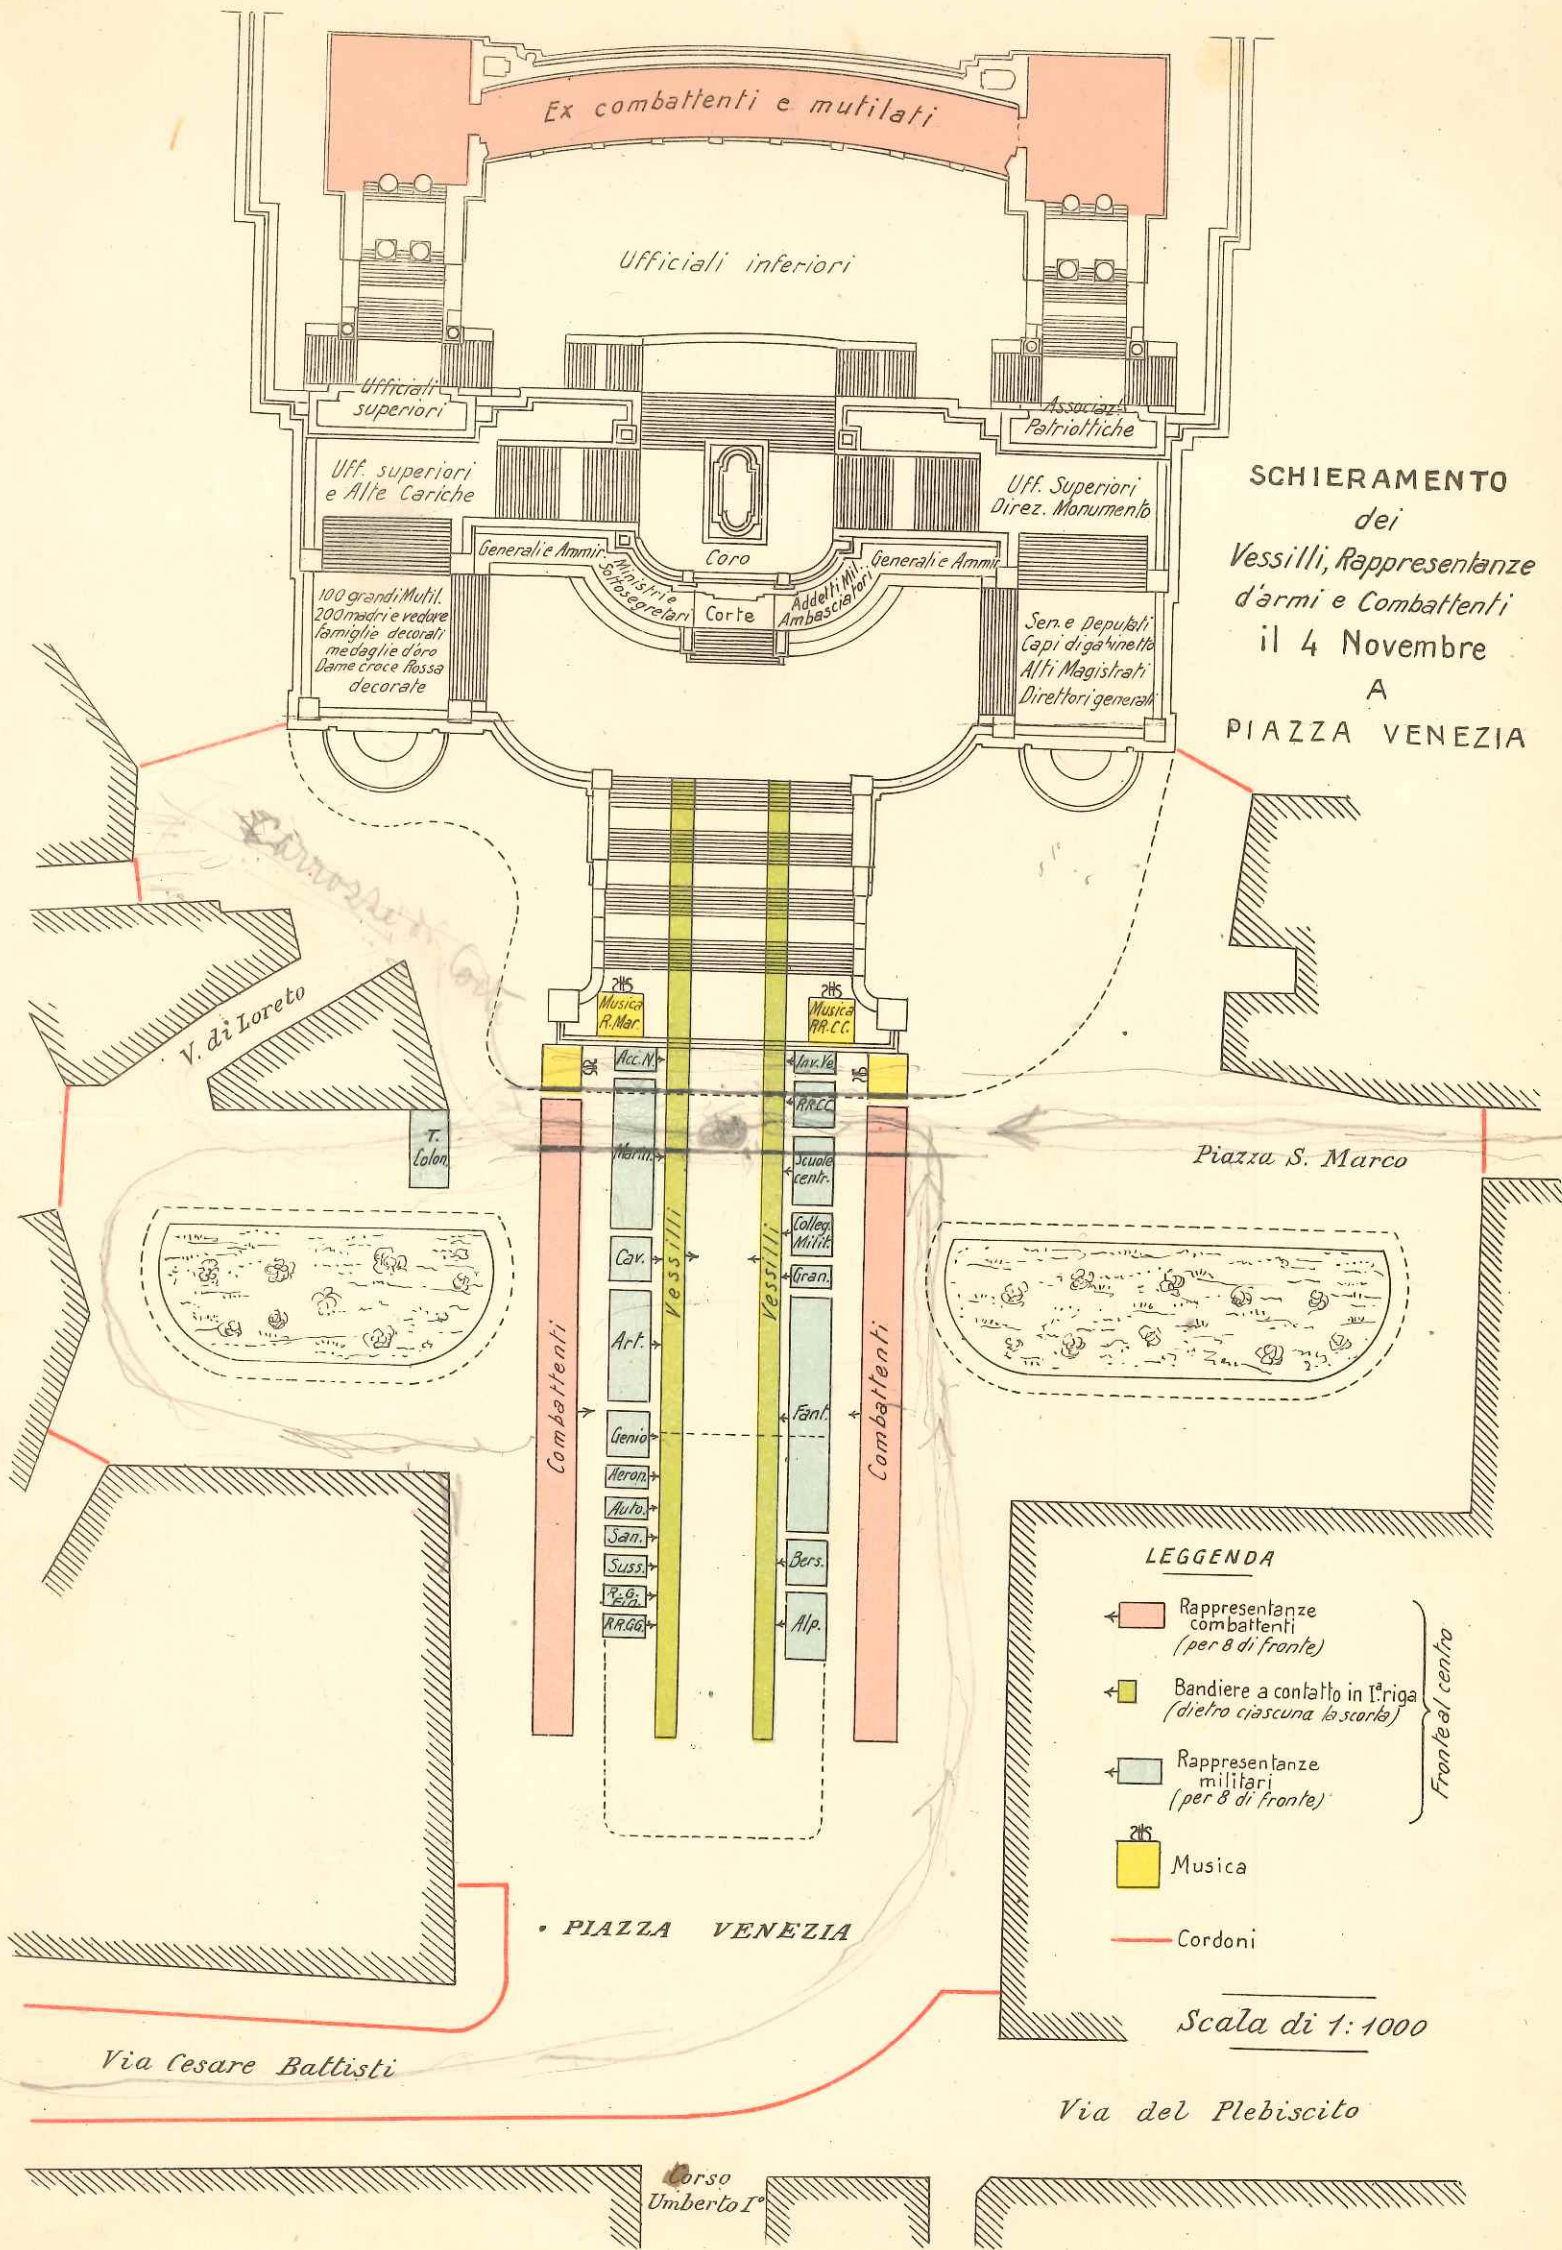 Ex combattenti e mutilati
Ufficiali inferiori
Ufficiali
superiori
Associaz.
Patriottiche
Uff. superiori
e Alte Cariche
Uff. Superiori
Direz. Monumento
SCHIERAMENTO
dei
Vessilli, Rappresentanze
d'armi e Combattenti
il 4 Novembre
A
PIAZZA VENEZIA
Generali e Ammir.
Coro
Generali e Ammir.
Ministri e
Sottosegretari
Corte
Addetti Mil.
Ambasciatori
100 grandi Mutil.
200 madri e vedove
famiglie decorati
medaglie d'oro
Dame croce Rossa
decorate
Sen. e Deputati
Capi di gabinetto
Alti Magistrati
Direttori generali
Carrozze di Corte
V. di Loreto
Musica
R. Mar.
Musica
RR.CC.
Acc. N.
Inv. Ve.
RR.CC.
T.
Colon.
Marin.
Scuole
centr.
Piazza S. Marco
Colleg.
Milit.
Cav.
Gran.
Vessilli
Vessilli
Art.
Combattenti
Combattenti
Fant.
Genio
Aeron.
Auto.
San.
Suss.
R. G.
Fin.
RR.GG.
Bers.
Alp.
LEGGENDA
Rappresentanze
combattenti
(per 8 di fronte)
Bandiere a contatto in Iª riga
(dietro ciascuna la scorta)
Rappresentanze
militari
(per 8 di fronte)
Fronte al centro
Musica
Cordoni
PIAZZA VENEZIA
Scala di 1:1000
Via Cesare Battisti
Via del Plebiscito
Corso
Umberto I°